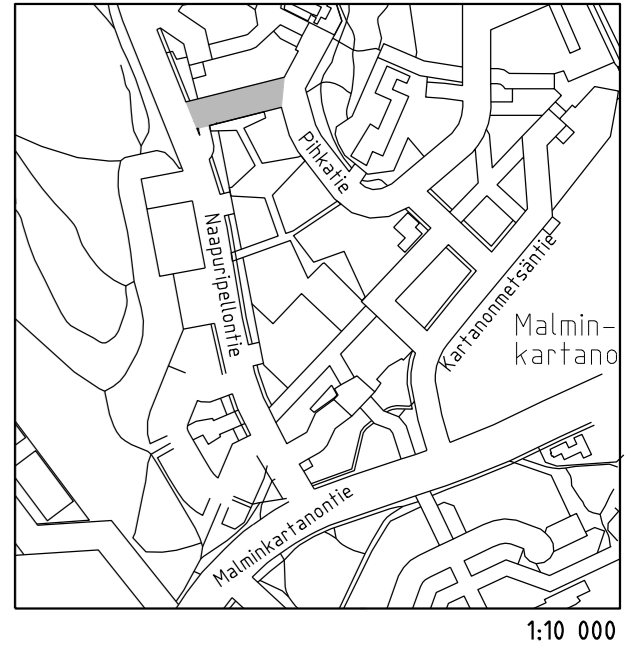 Pihkatie
Naapuripellontie
Kartanonmetsäntie
Malmin-
kartano
Malminkartanontie
1:10 000